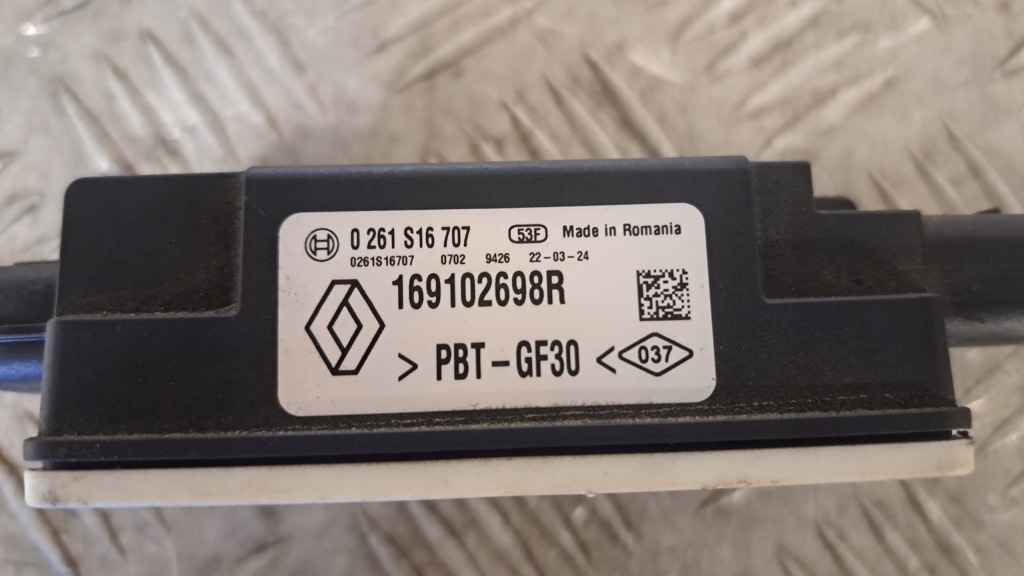 0 261 S16 707 53F Made in Romania
0261S16707 0702 9426 22-03-24
169102698R
> PBT-GF30 < 037